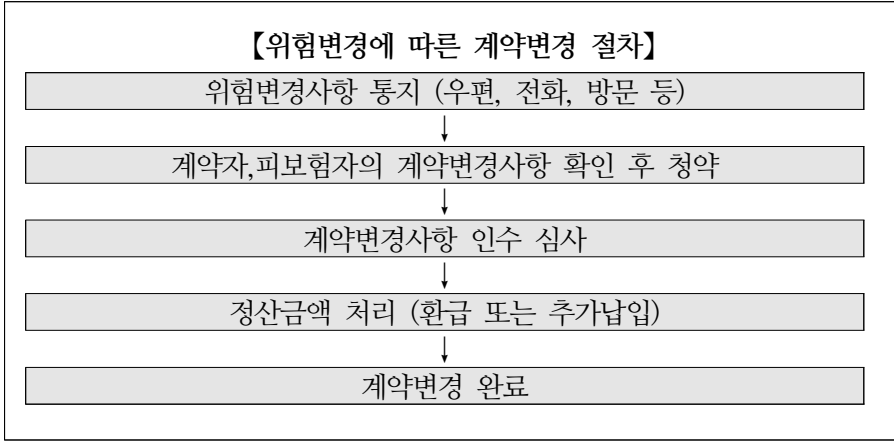 【위험변경에 따른 계약변경 절차】
위험변경사항 통지 (우편, 전화, 방문 등)
계약자,피보험자의 계약변경사항 확인 후 청약
계약변경사항 인수 심사
정산금액 처리 (환급 또는 추가납입)
계약변경 완료